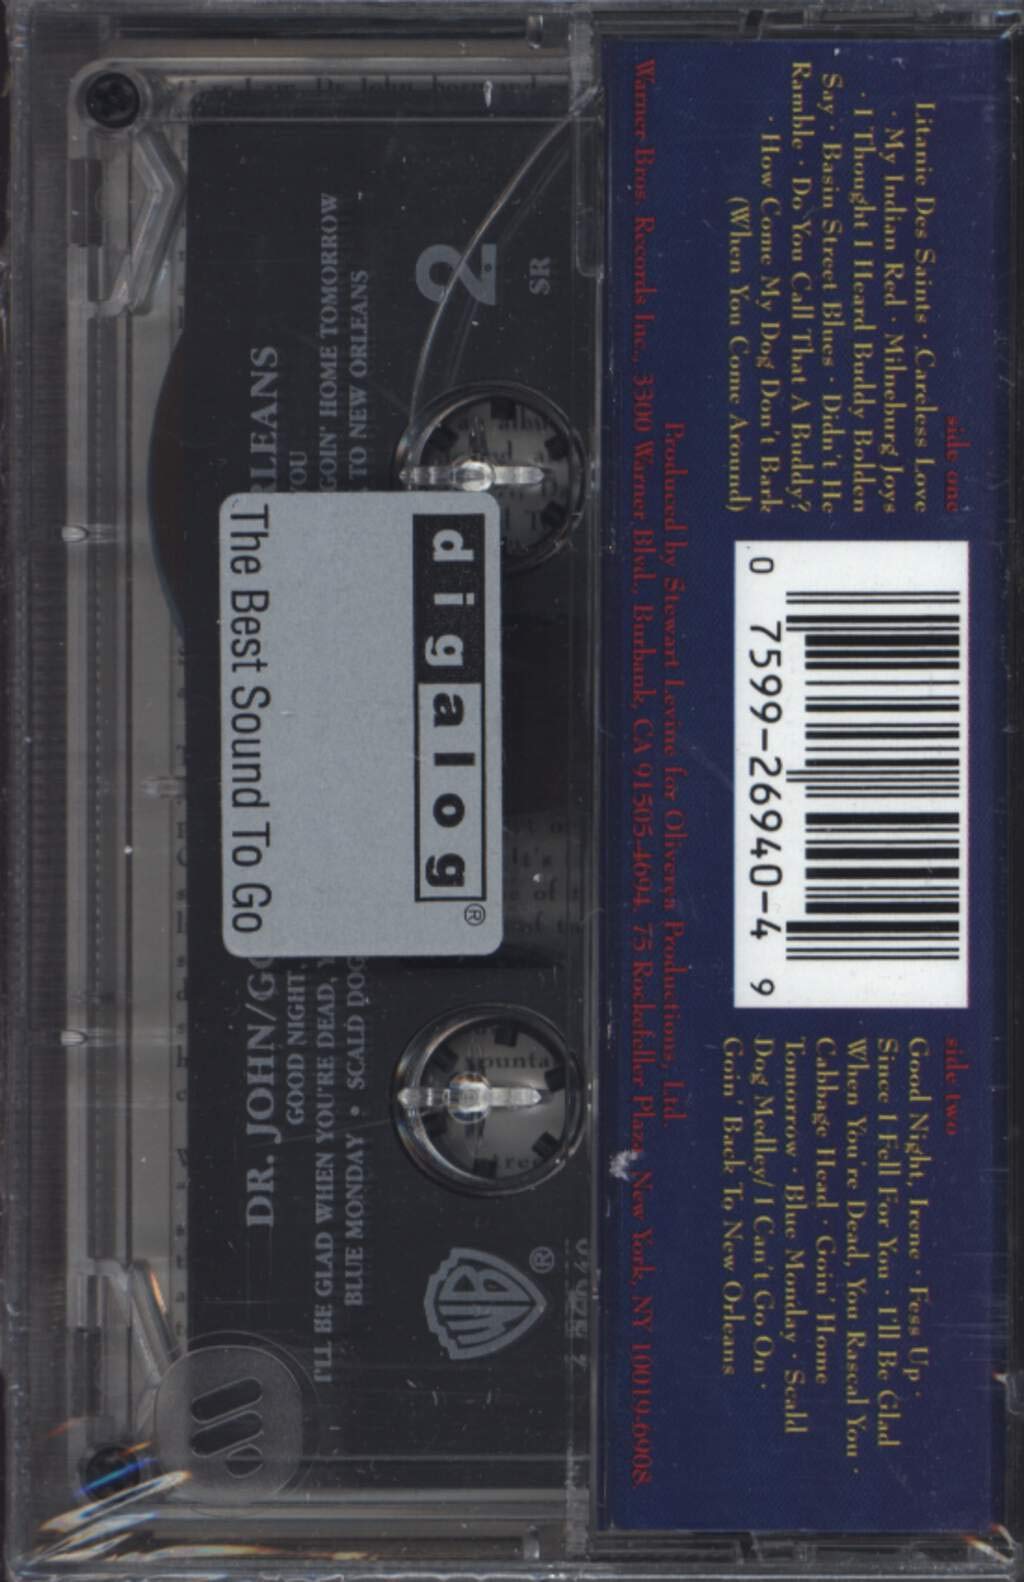 side one
Litanie Des Saints · Careless Love
· My Indian Red · Milneburg Joys
· I Thought I Heard Buddy Bolden
Say · Basin Street Blues · Didn't He
Ramble · Do You Call That A Buddy?
· How Come My Dog Don't Bark
(When You Come Around)
0 7599-26940-4 9
side two
Good Night, Irene · Fess Up ·
Since I Fell For You · I'll Be Glad
When You're Dead, You Rascal You ·
Cabbage Head · Goin' Home
Tomorrow · Blue Monday · Scald
Dog Medley/ I Can't Go On ·
Goin' Back To New Orleans
Produced by Stewart Levine for Oliverea Productions, Ltd.
Warner Bros. Records Inc., 3300 Warner Blvd., Burbank, CA 91505-4694. 75 Rockefeller Plaza, New York, NY 10019-6908.
SR
2
WB ®
digalog®
The Best Sound To Go
TO NEW ORLEANS
BLUE MONDAY • SCALD DOG
GOIN' HOME TOMORROW
I'LL BE GLAD WHEN YOU'RE DEAD, Y
YOU
GOOD NIGHT,
RLEANS
DR. JOHN/G